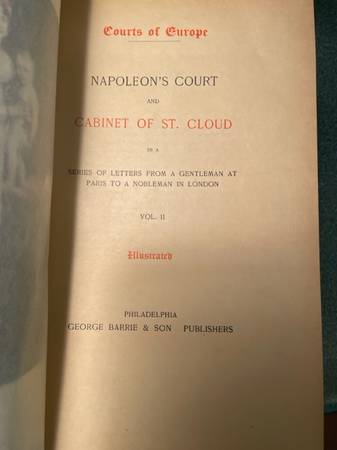 Courts of Europe
NAPOLEON'S COURT
AND
CABINET OF ST. CLOUD
IN A
SERIES OF LETTERS FROM A GENTLEMAN AT
PARIS TO A NOBLEMAN IN LONDON
VOL. II
Illustrated
PHILADELPHIA
GEORGE BARRIE & SON PUBLISHERS